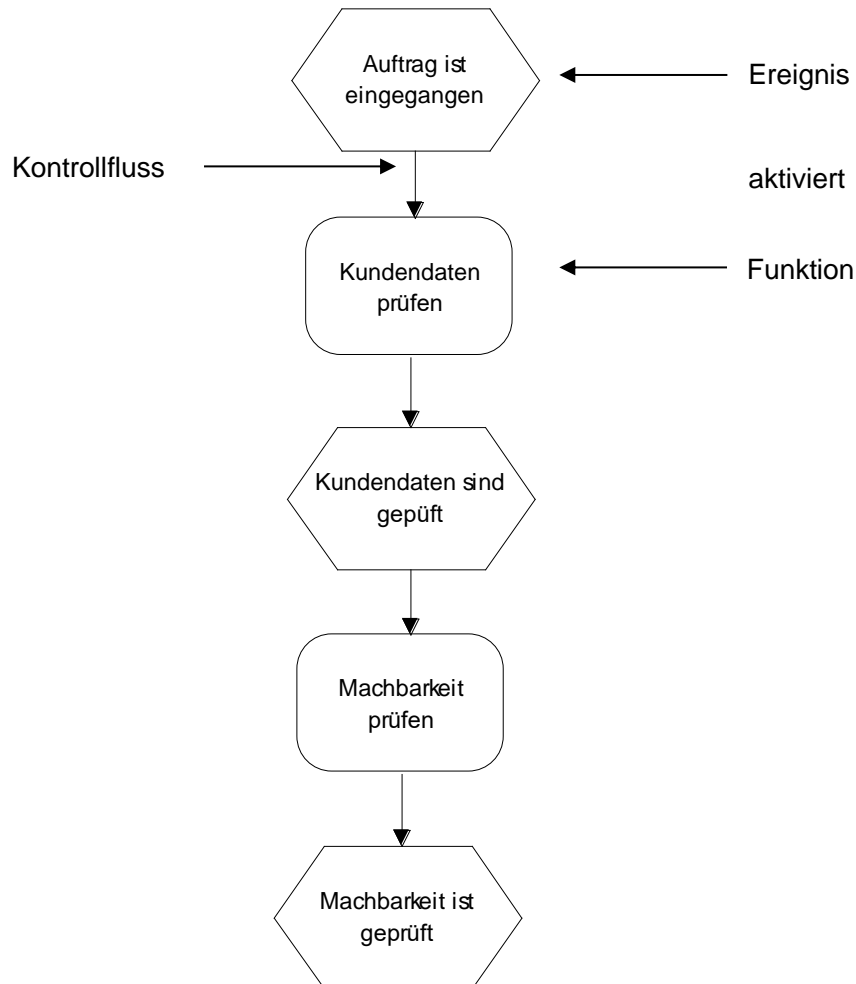 Auftrag ist
eingegangen
Ereignis
Kontrollfluss
aktiviert
Kundendaten
prüfen
Funktion
Kundendaten sind
gepüft
Machbarkeit
prüfen
Machbarkeit ist
geprüft